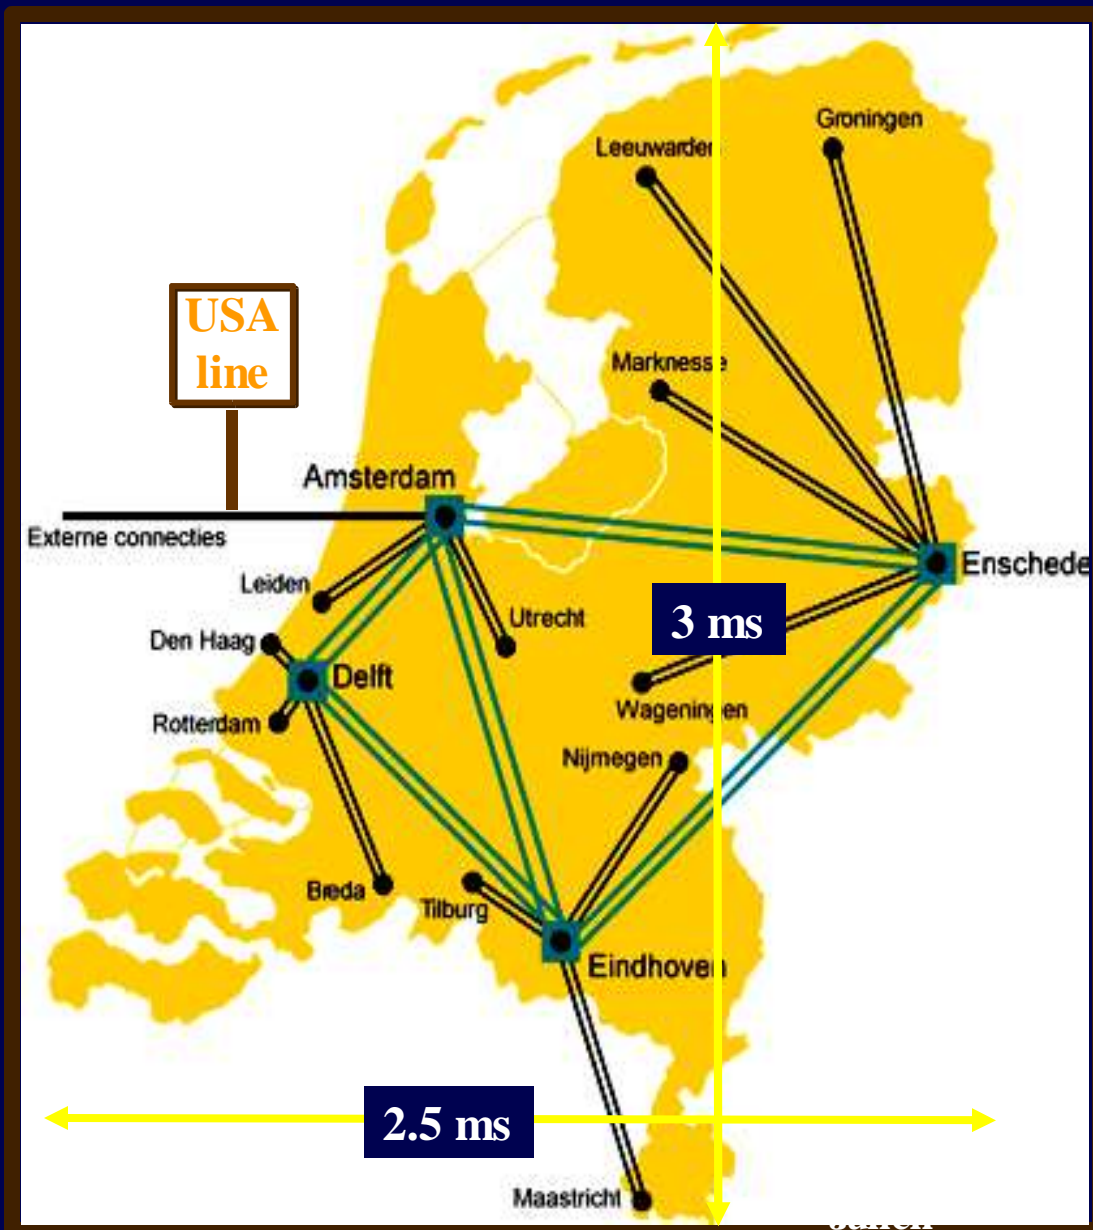 Groningen
Leeuwarden
USA
line
Marknesse
Amsterdam
Externe connecties
Enschede
Leiden
Utrecht
3 ms
Den Haag
Delft
Rotterdam
Wageningen
Nijmegen
Breda
Tilburg
Eindhoven
2.5 ms
Maastricht